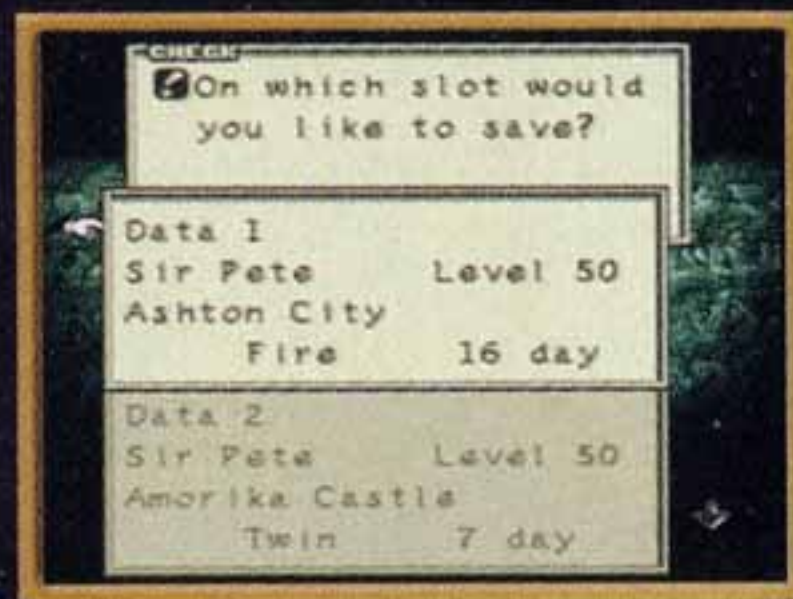 CHECK
On which slot would
you like to save?
Data 1
Sir Pete Level 50
Ashton City
Fire 16 day
Data 2
Sir Pete Level 50
Amorika Castle
Twin 7 day